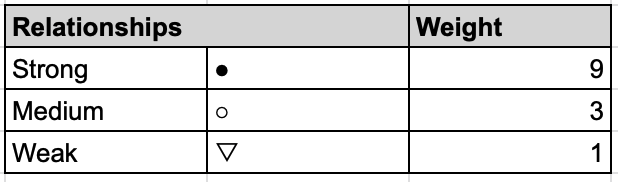 Relationships Weight
Strong ● 9
Medium ○ 3
Weak ▽ 1